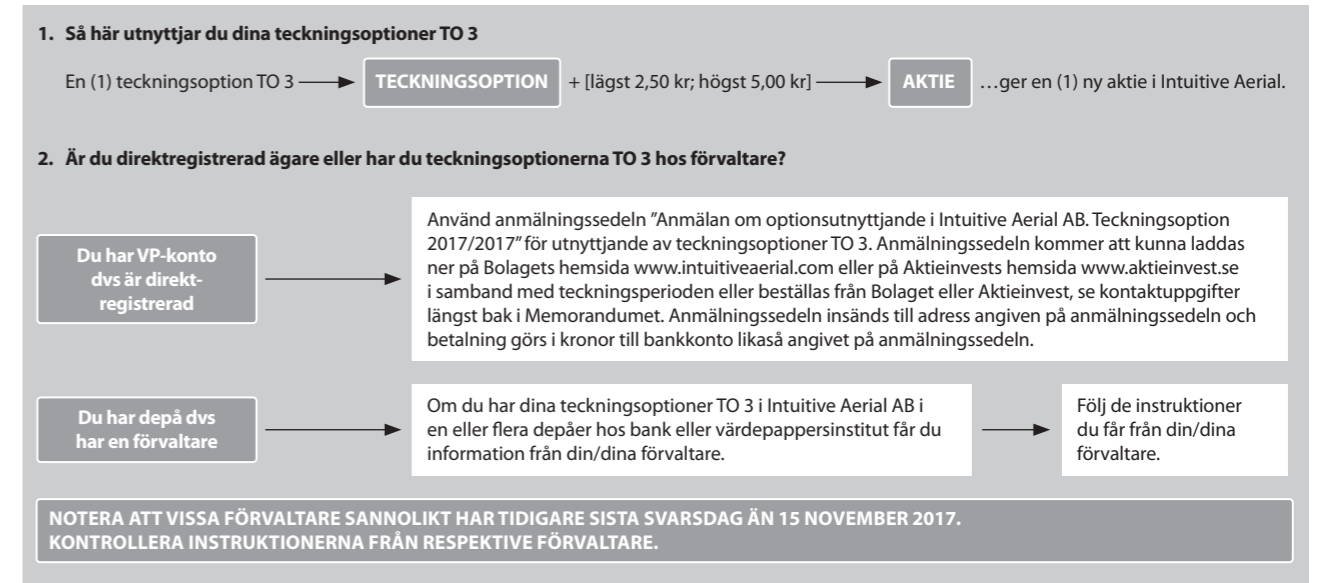 1. Så här utnyttjar du dina teckningsoptioner TO 3
En (1) teckningsoption TO 3 TECKNINGSOPTION + [lägst 2,50 kr; högst 5,00 kr] AKTIE …ger en (1) ny aktie i Intuitive Aerial.
2. Är du direktregistrerad ägare eller har du teckningsoptionerna TO 3 hos förvaltare?
Du har VP-konto
dvs är direkt-
registrerad
Använd anmälningssedeln ”Anmälan om optionsutnyttjande i Intuitive Aerial AB. Teckningsoption
2017/2017” för utnyttjande av teckningsoptioner TO 3. Anmälningssedeln kommer att kunna laddas
ner på Bolagets hemsida www.intuitiveaerial.com eller på Aktieinvests hemsida www.aktieinvest.se
i samband med teckningsperioden eller beställas från Bolaget eller Aktieinvest, se kontaktuppgifter
längst bak i Memorandumet. Anmälningssedeln insänds till adress angiven på anmälningssedeln och
betalning görs i kronor till bankkonto likaså angivet på anmälningssedeln.
Du har depå dvs
har en förvaltare
Om du har dina teckningsoptioner TO 3 i Intuitive Aerial AB i
en eller flera depåer hos bank eller värdepappersinstitut får du
information från din/dina förvaltare.
Följ de instruktioner
du får från din/dina
förvaltare.
NOTERA ATT VISSA FÖRVALTARE SANNOLIKT HAR TIDIGARE SISTA SVARSDAG ÄN 15 NOVEMBER 2017.
KONTROLLERA INSTRUKTIONERNA FRÅN RESPEKTIVE FÖRVALTARE.